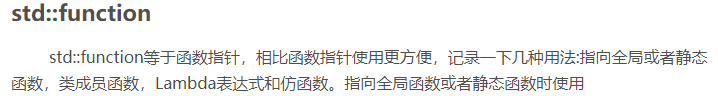 std::function
std::function等于函数指针，相比函数指针使用更方便，记录一下几种用法:指向全局或者静态
函数，类成员函数，Lambda表达式和仿函数。指向全局函数或者静态函数时使用